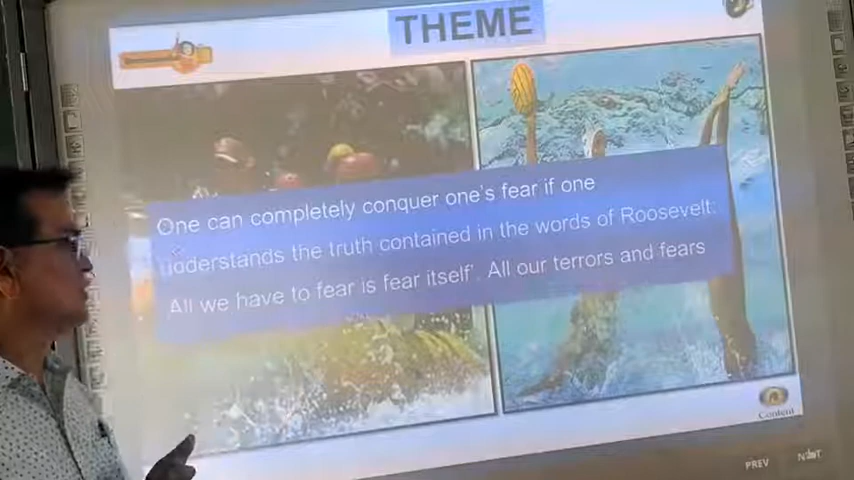 THEME
One can completely conquer one's fear if one
understands the truth contained in the words of Roosevelt:
'All we have to fear is fear itself'. All our terrors and fears
Content
PREV
NEXT